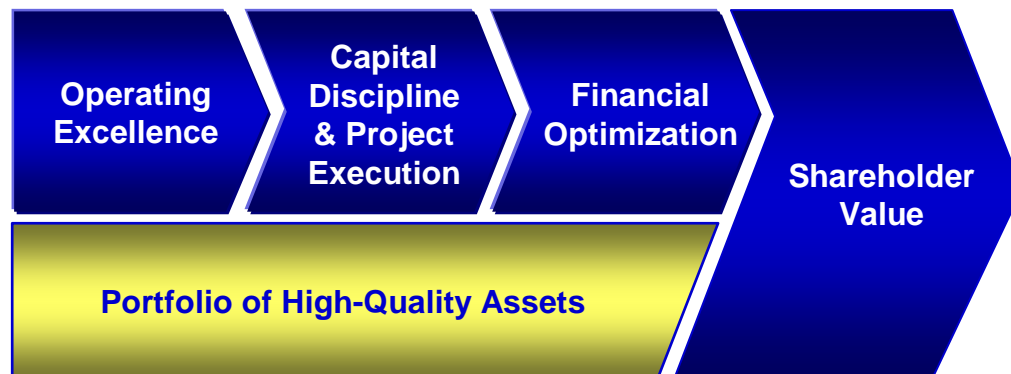 Operating
Excellence
Capital
Discipline
& Project
Execution
Financial
Optimization
Shareholder
Value
Portfolio of High-Quality Assets